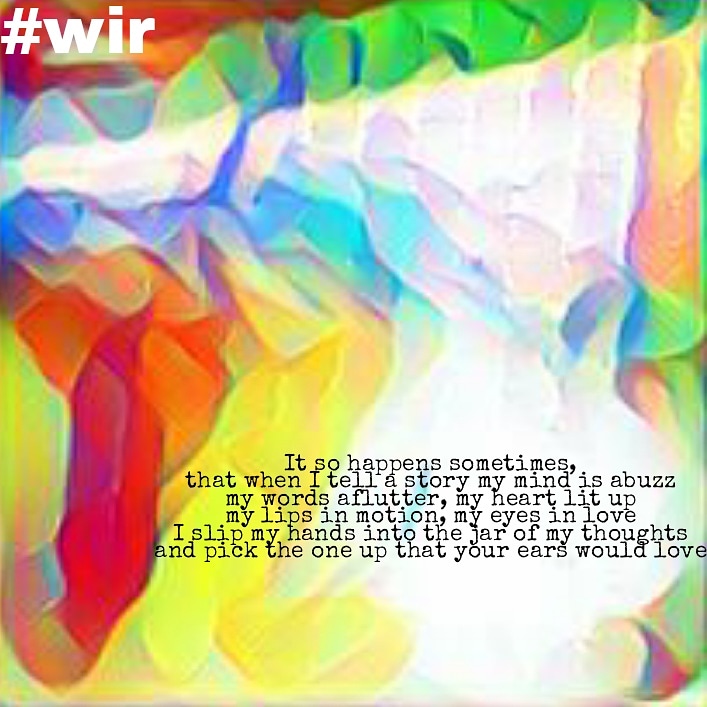 #wir
It so happens sometimes,
that when I tell a story my mind is abuzz
my words aflutter, my heart lit up
my lips in motion, my eyes in love
I slip my hands into the jar of my thoughts
and pick the one up that your ears would love